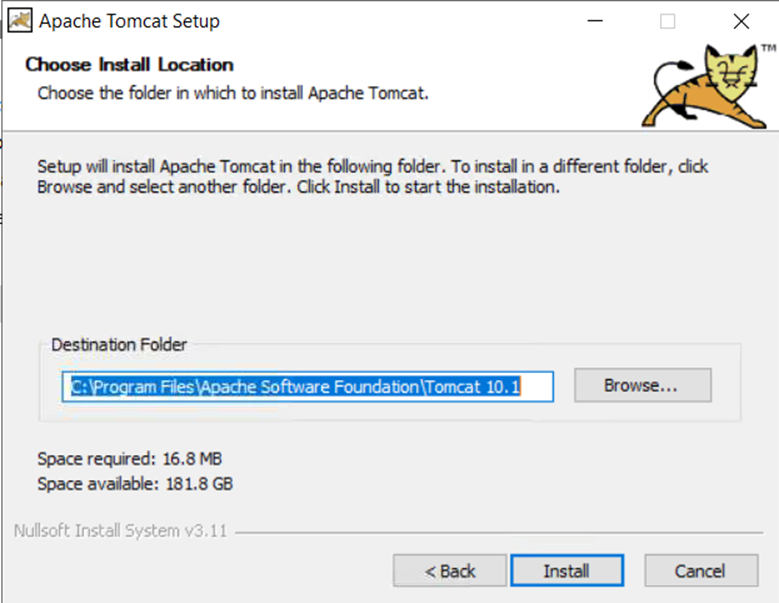 Apache Tomcat Setup
Choose Install Location
Choose the folder in which to install Apache Tomcat.
TM
Setup will install Apache Tomcat in the following folder. To install in a different folder, click
Browse and select another folder. Click Install to start the installation.
Destination Folder
C:\Program Files\Apache Software Foundation\Tomcat 10.1
Browse...
Space required: 16.8 MB
Space available: 181.8 GB
Nullsoft Install System v3.11
< Back
Install
Cancel